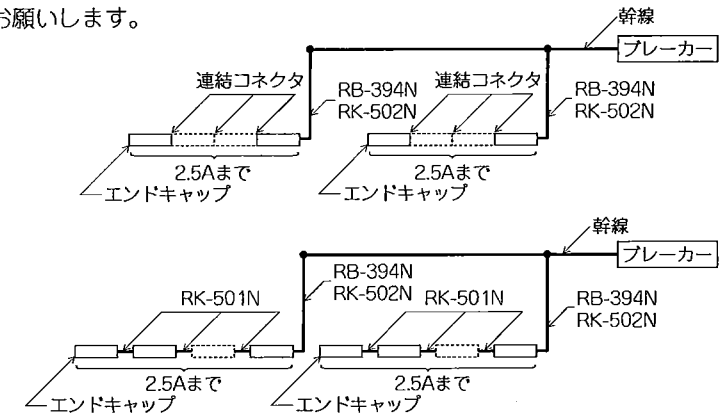 お願いします。
幹線
ブレーカー
連結コネクタ
RB-394N
RK-502N
連結コネクタ
RB-394N
RK-502N
2.5Aまで
エンドキャップ
2.5Aまで
エンドキャップ
幹線
ブレーカー
RB-394N
RK-502N
RK-501N
RK-501N
RB-394N
RK-502N
2.5Aまで
エンドキャップ
2.5Aまで
エンドキャップ